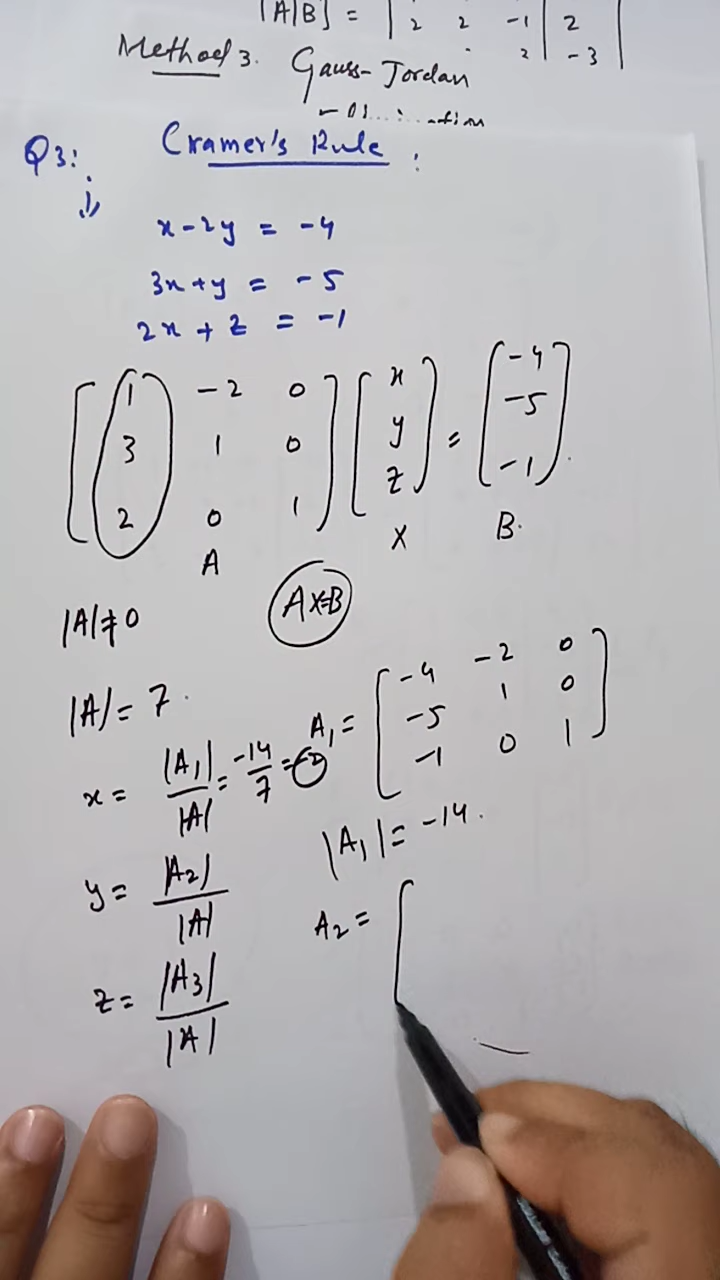 [A|B] = | 2 2 -1 | 2 |
2 | -3
Method 3. Gauss-Jordan
Q3: Cramer's Rule :
i)
x - 2y = -4
3x + y = -5
2x + z = -1
[ 1 -2 0 ] [ x ] = [ -4 ]
[ 3 1 0 ] [ y ] [ -5 ]
[ 2 0 1 ] [ z ] [ -1 ]
A X B.
|A| ≠ 0 AX=B
|A| = 7.
A₁ = [ -4 -2 0 ]
[ -5 1 0 ]
[ -1 0 1 ]
x = |A₁| / |A| = -14/7 = -2
|A₁| = -14.
y = |A₂| / |A|
A₂ = [
z = |A₃| / |A|